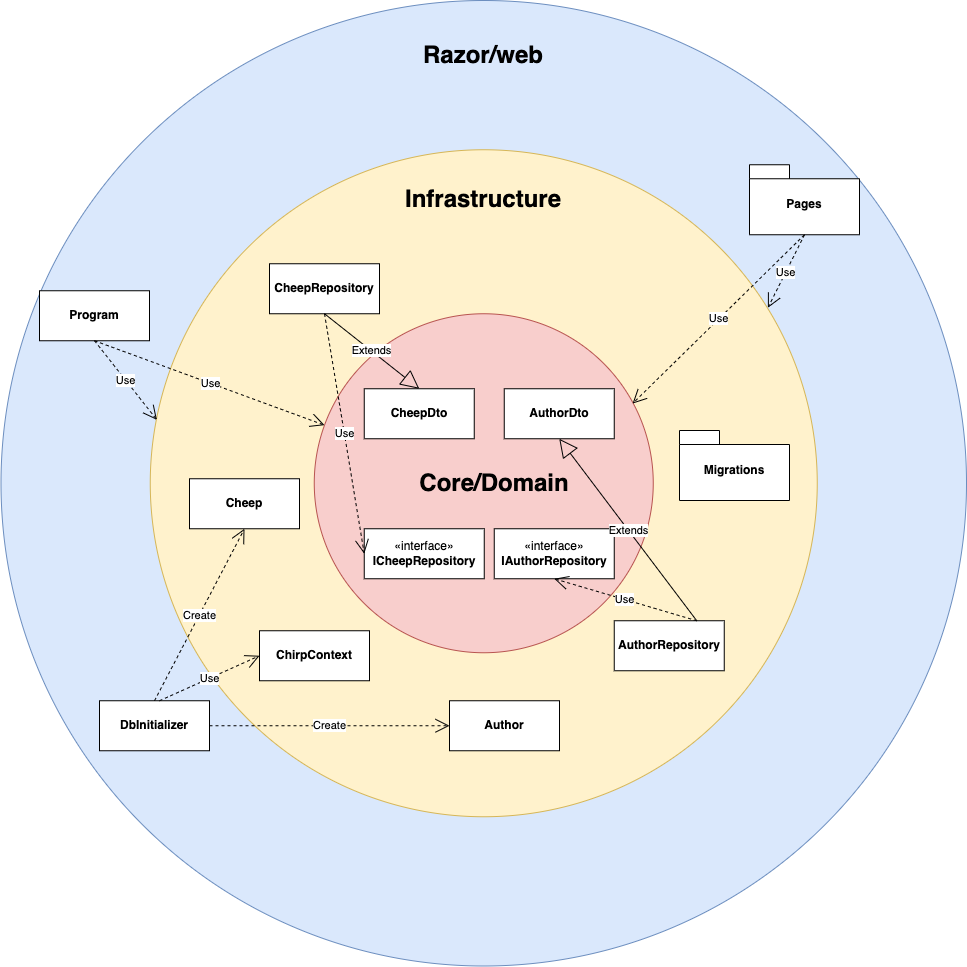 Razor/web
Pages
Infrastructure
Use
CheepRepository
Program
Use
Extends
Use
Use
CheepDto
AuthorDto
Use
Migrations
Core/Domain
Cheep
Extends
«interface»
ICheepRepository
«interface»
IAuthorRepository
Use
Create
AuthorRepository
ChirpContext
Use
DbInitializer
Create
Author